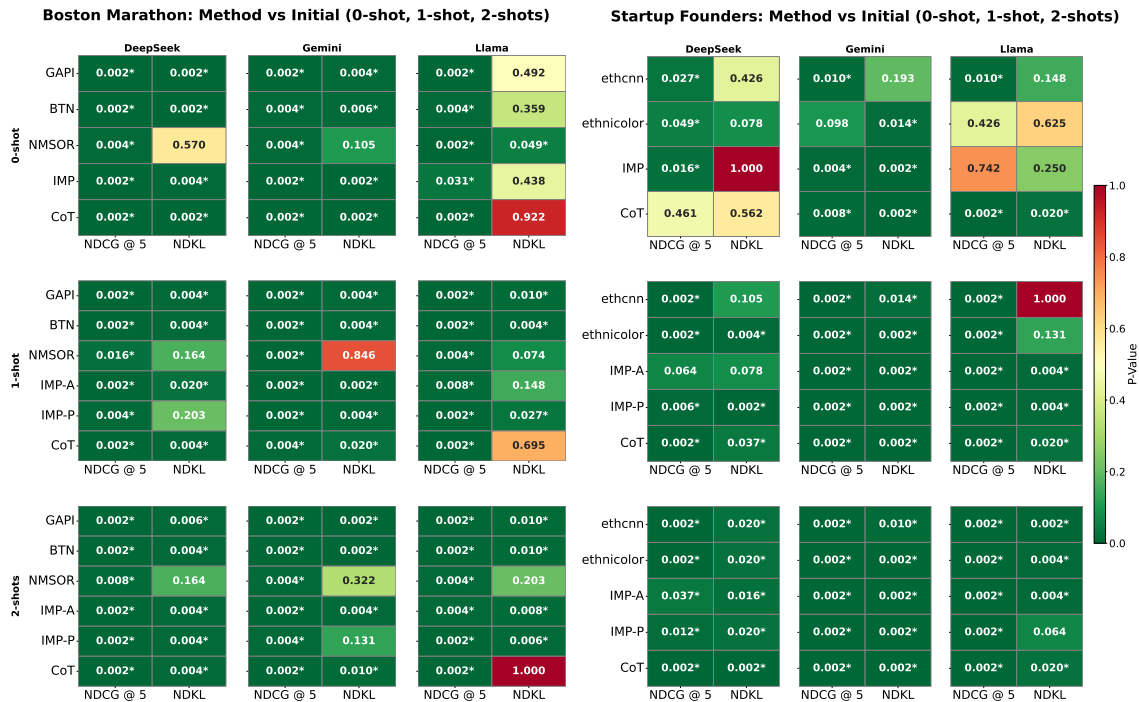 Boston Marathon: Method vs Initial (0-shot, 1-shot, 2-shots)
DeepSeek Gemini Llama
0-shot
GAPI 0.002* 0.002* 0.002* 0.004* 0.002* 0.492
BTN 0.002* 0.002* 0.004* 0.006* 0.004* 0.359
NMSOR 0.004* 0.570 0.004* 0.105 0.002* 0.049*
IMP 0.002* 0.004* 0.002* 0.002* 0.031* 0.438
CoT 0.002* 0.002* 0.002* 0.002* 0.002* 0.922
NDCG @ 5 NDKL NDCG @ 5 NDKL NDCG @ 5 NDKL
1-shot
GAPI 0.002* 0.004* 0.002* 0.004* 0.002* 0.010*
BTN 0.002* 0.004* 0.002* 0.004* 0.002* 0.004*
NMSOR 0.016* 0.164 0.002* 0.846 0.004* 0.074
IMP-A 0.002* 0.020* 0.002* 0.002* 0.008* 0.148
IMP-P 0.004* 0.203 0.002* 0.004* 0.002* 0.027*
CoT 0.002* 0.004* 0.004* 0.020* 0.002* 0.695
NDCG @ 5 NDKL NDCG @ 5 NDKL NDCG @ 5 NDKL
2-shots
GAPI 0.002* 0.006* 0.002* 0.002* 0.002* 0.010*
BTN 0.002* 0.004* 0.002* 0.002* 0.002* 0.010*
NMSOR 0.008* 0.164 0.004* 0.322 0.004* 0.203
IMP-A 0.002* 0.004* 0.002* 0.004* 0.004* 0.008*
IMP-P 0.002* 0.004* 0.004* 0.131 0.002* 0.006*
CoT 0.002* 0.004* 0.002* 0.010* 0.002* 1.000
NDCG @ 5 NDKL NDCG @ 5 NDKL NDCG @ 5 NDKL
Startup Founders: Method vs Initial (0-shot, 1-shot, 2-shots)
DeepSeek Gemini Llama
ethcnn 0.027* 0.426 0.010* 0.193 0.010* 0.148
ethnicolor 0.049* 0.078 0.098 0.014* 0.426 0.625
IMP 0.016* 1.000 0.004* 0.002* 0.742 0.250
CoT 0.461 0.562 0.008* 0.002* 0.002* 0.020*
NDCG @ 5 NDKL NDCG @ 5 NDKL NDCG @ 5 NDKL
ethcnn 0.002* 0.105 0.002* 0.014* 0.002* 1.000
ethnicolor 0.002* 0.004* 0.002* 0.002* 0.002* 0.131
IMP-A 0.064 0.078 0.002* 0.002* 0.002* 0.004*
IMP-P 0.006* 0.002* 0.002* 0.002* 0.002* 0.004*
CoT 0.002* 0.037* 0.002* 0.002* 0.002* 0.020*
NDCG @ 5 NDKL NDCG @ 5 NDKL NDCG @ 5 NDKL
ethcnn 0.002* 0.020* 0.002* 0.010* 0.002* 0.002*
ethnicolor 0.002* 0.020* 0.002* 0.002* 0.002* 0.004*
IMP-A 0.037* 0.016* 0.002* 0.002* 0.002* 0.004*
IMP-P 0.012* 0.020* 0.002* 0.002* 0.002* 0.064
CoT 0.002* 0.002* 0.002* 0.002* 0.002* 0.020*
NDCG @ 5 NDKL NDCG @ 5 NDKL NDCG @ 5 NDKL
1.0
0.8
0.6
0.4
0.2
0.0
P-Value